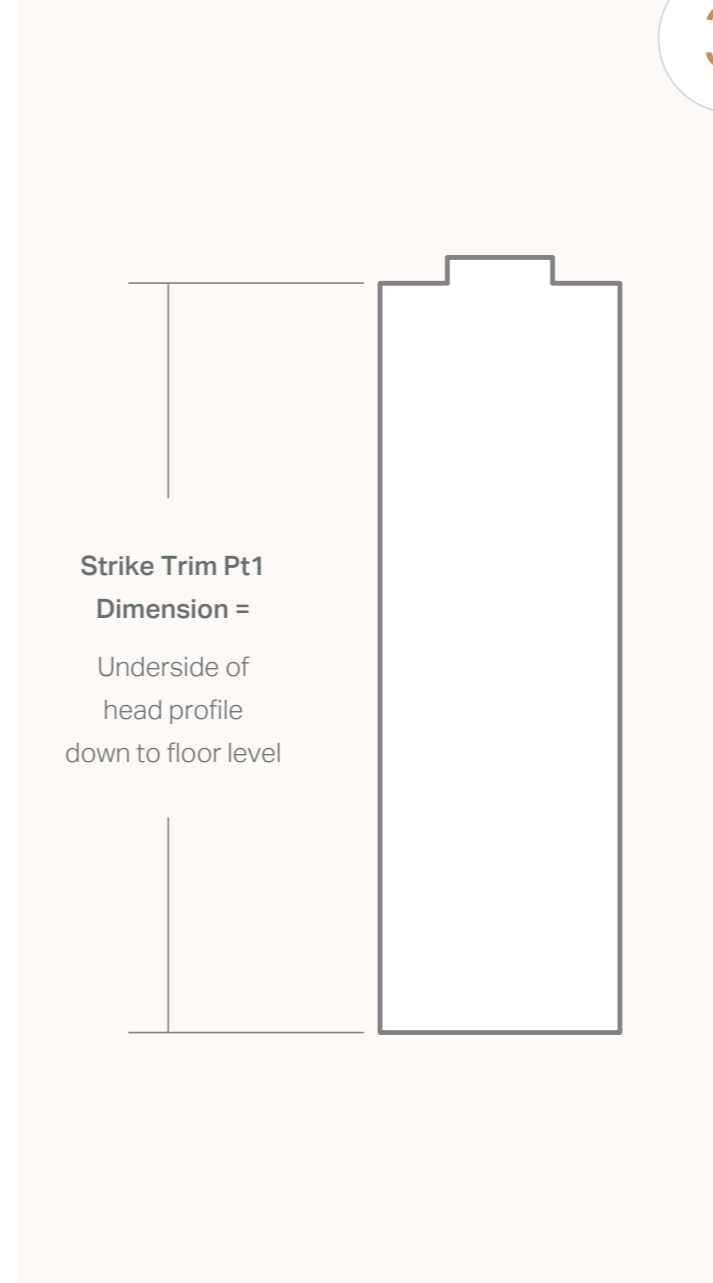 Strike Trim Pt1
Dimension =
Underside of
head profile
down to floor level